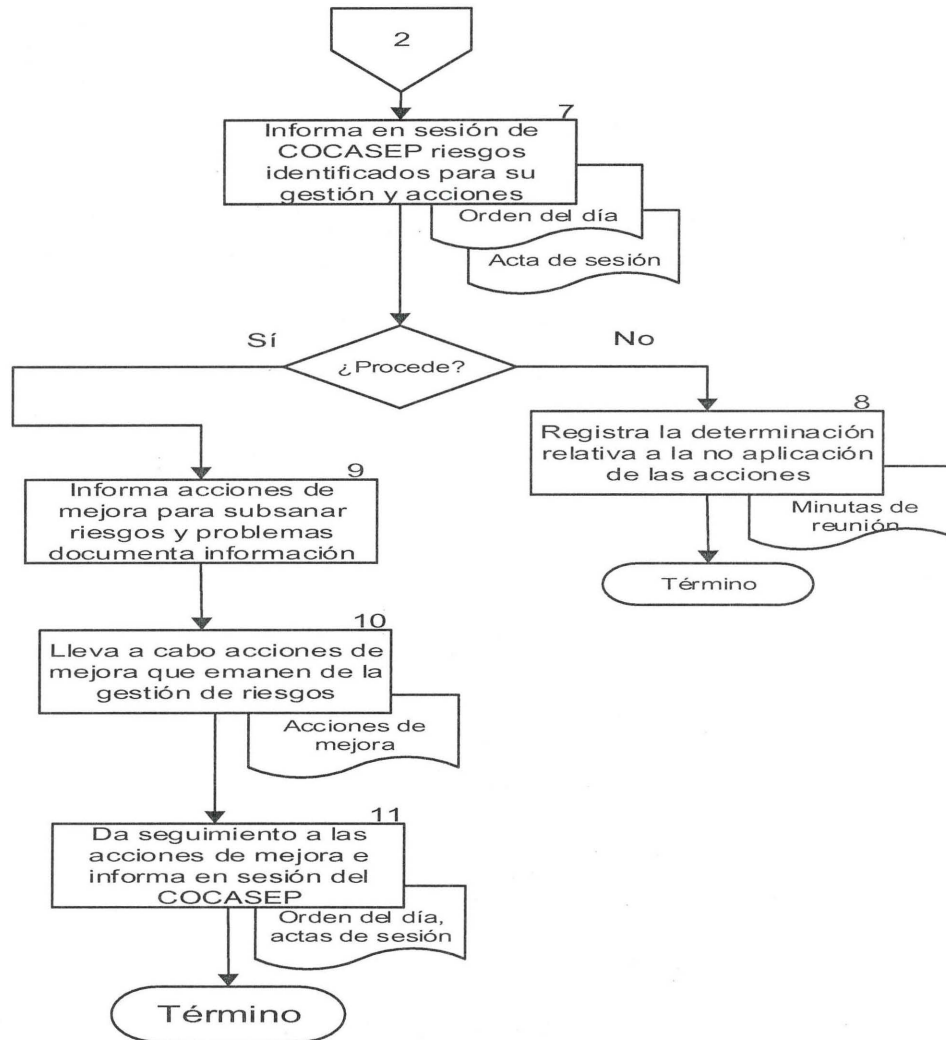 2
7
Informa en sesión de
COCASEP riesgos
identificados para su
gestión y acciones
Orden del día
Acta de sesión
Sí
¿Procede?
No
8
Registra la determinación
relativa a la no aplicación
de las acciones
Minutas de
reunión
Término
9
Informa acciones de
mejora para subsanar
riesgos y problemas
documenta información
10
Lleva a cabo acciones de
mejora que emanen de la
gestión de riesgos
Acciones de
mejora
11
Da seguimiento a las
acciones de mejora e
informa en sesión del
COCASEP
Orden del día,
actas de sesión
Término